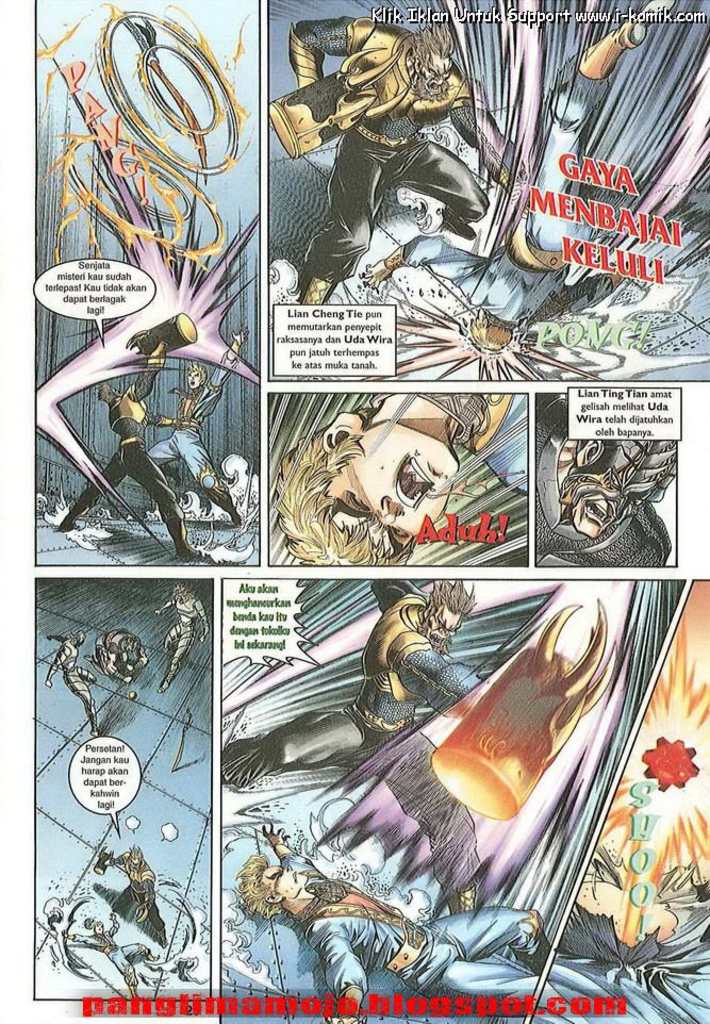 Klik Iklan Untuk Support www.i-komik.com
PANG!
Senjata
misteri kau sudah
terlepas! Kau tidak akan
dapat berlagak
lagi!
GAYA
MENBAJAI
KELULI
Lian Cheng Tie pun
memutarkan penyepit
raksasanya dan Uda Wira
pun jatuh terhempas
ke atas muka tanah.
PONG!
Aduh!
Lian Ting Tian amat
gelisah melihat Uda
Wira telah dijatuhkan
oleh bapanya.
Persetan!
Jangan kau
harap akan
dapat ber-
kahwin
lagi!
Aku akan
menghancurkan
benda kau itu
dengan tukulku
ini sekarang!
SHOO!
panglimamojo.blogspot.com